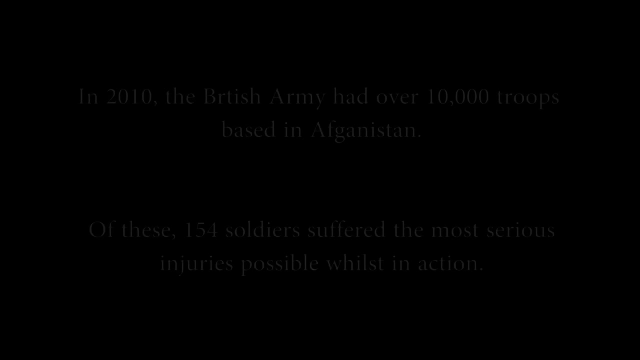 In 2010, the Brtish Army had over 10,000 troops
based in Afganistan.
Of these, 154 soldiers suffered the most serious
injuries possible whilst in action.